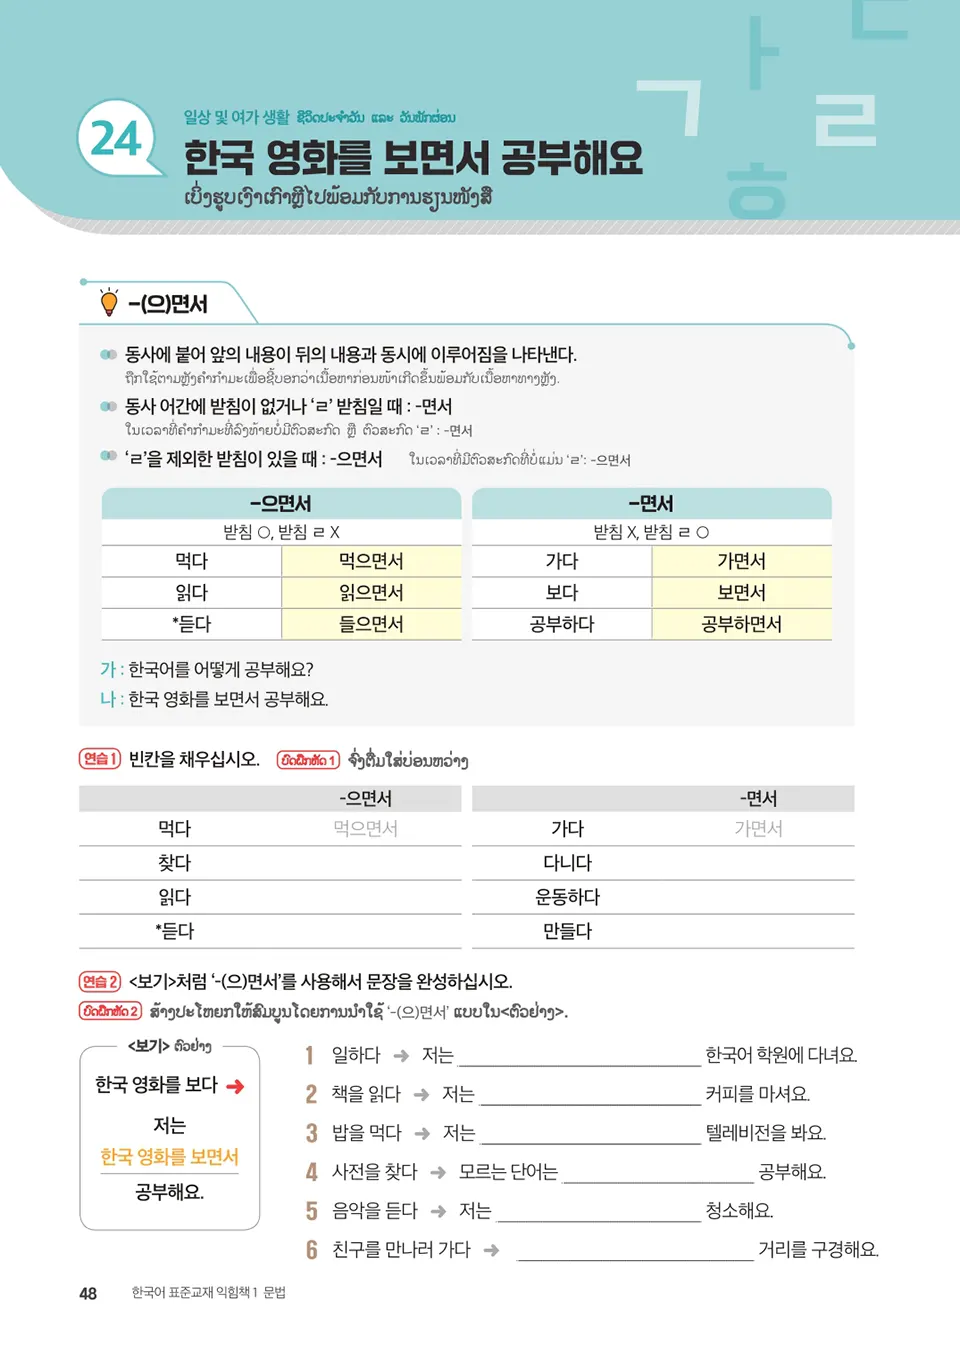 24
일상 및 여가 생활 ຊີວິດປະຈຳວັນ ແລະ ວັນພັກຜ່ອນ
한국 영화를 보면서 공부해요
ເບິ່ງຮູບເງົາເກົາຫຼີໄປພ້ອມກັບການຮຽນໜັງສື
ㄱ ㅏ ㄷ ㄹ ㅎ
-(으)면서
동사에 붙어 앞의 내용이 뒤의 내용과 동시에 이루어짐을 나타낸다.
ຖືກໃຊ້ຕາມຫຼັງຄຳກຳມະເພື່ອຊີ້ບອກວ່າເນື້ອຫາກ່ອນໜ້າເກີດຂຶ້ນພ້ອມກັບເນື້ອຫາທາງຫຼັງ.
동사 어간에 받침이 없거나 ‘ㄹ’ 받침일 때 : -면서
ໃນເວລາທີ່ຄຳກຳມະທີ່ລົງທ້າຍບໍ່ມີຕົວສະກົດ ຫຼື ຕົວສະກົດ ‘ㄹ’ : -면서
‘ㄹ’을 제외한 받침이 있을 때 : -으면서 ໃນເວລາທີ່ມີຕົວສະກົດທີ່ບໍ່ແມ່ນ ‘ㄹ’: -으면서
-으면서 -면서
받침 O, 받침 ㄹ X 받침 X, 받침 ㄹ O
먹다 먹으면서 가다 가면서
읽다 읽으면서 보다 보면서
*듣다 들으면서 공부하다 공부하면서
가 : 한국어를 어떻게 공부해요?
나 : 한국 영화를 보면서 공부해요.
연습 1 빈칸을 채우십시오. ບົດຝຶກຫັດ 1 ຈົ່ງຕື່ມໃສ່ບ່ອນຫວ່າງ
-으면서 -면서
먹다 먹으면서 가다 가면서
찾다 다니다
읽다 운동하다
*듣다 만들다
연습 2 <보기>처럼 ‘-(으)면서’를 사용해서 문장을 완성하십시오.
ບົດຝຶກຫັດ 2 ສ້າງປະໂຫຍກໃຫ້ສົມບູນໂດຍການນຳໃຊ້ ‘-(으)면서’ ແບບໃນ<ຕົວຢ່າງ>.
<보기> ຕົວຢ່າງ
한국 영화를 보다 ➜
저는
한국 영화를 보면서
공부해요.
1 일하다 ➜ 저는 ____ 한국어 학원에 다녀요.
2 책을 읽다 ➜ 저는 ____ 커피를 마셔요.
3 밥을 먹다 ➜ 저는 ____ 텔레비전을 봐요.
4 사전을 찾다 ➜ 모르는 단어는 ____ 공부해요.
5 음악을 듣다 ➜ 저는 ____ 청소해요.
6 친구를 만나러 가다 ➜ ____ 거리를 구경해요.
48 한국어 표준교재 익힘책 1 문법